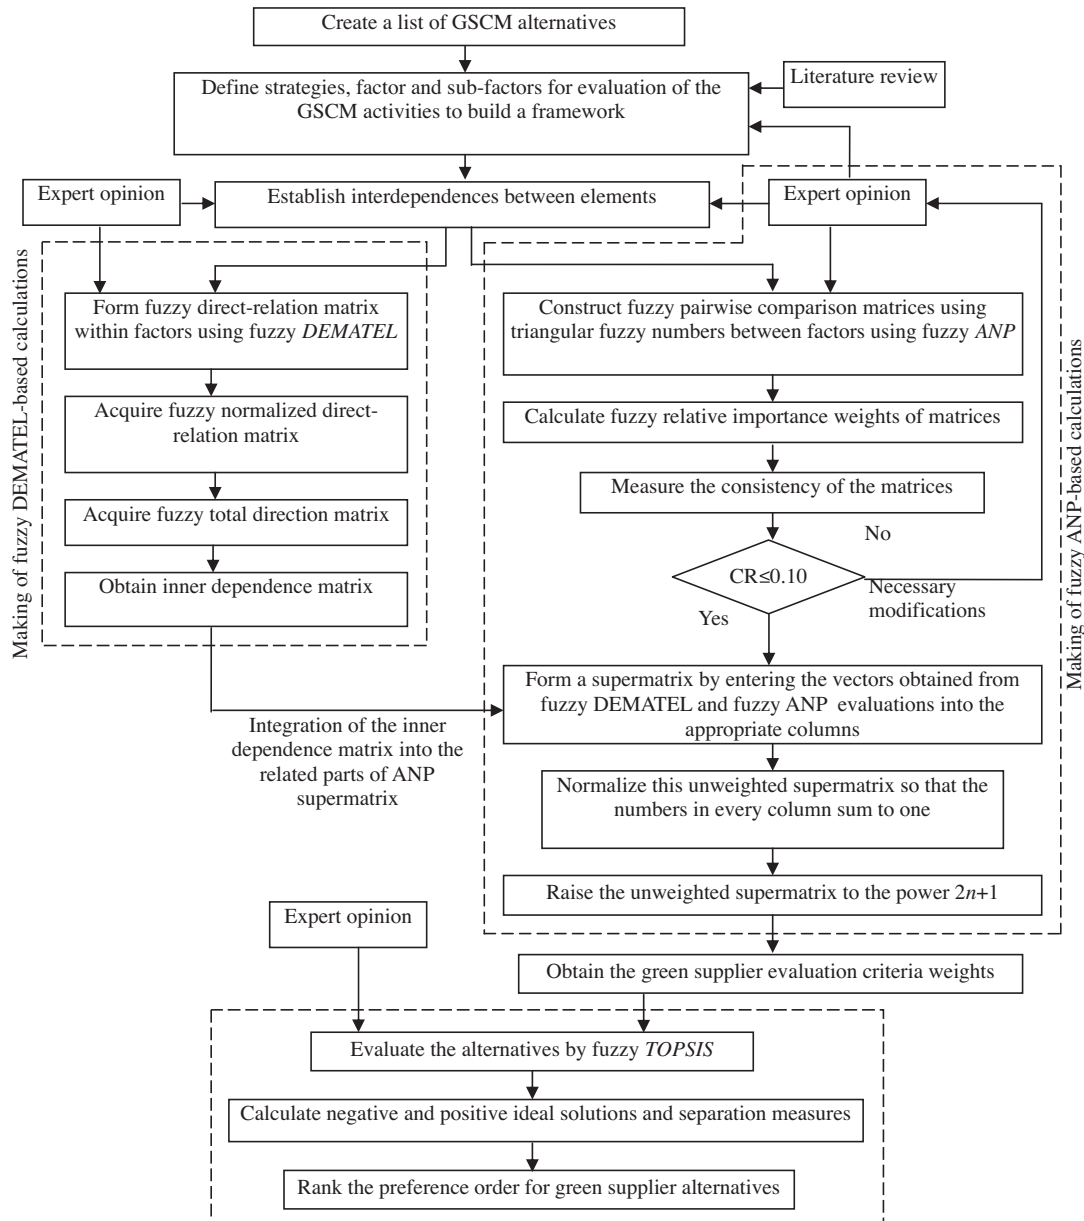 Create a list of GSCM alternatives
Define strategies, factor and sub-factors for evaluation of the
GSCM activities to build a framework
Literature review
Expert opinion
Establish interdependences between elements
Expert opinion
Making of fuzzy DEMATEL-based calculations
Form fuzzy direct-relation matrix
within factors using fuzzy DEMATEL
Acquire fuzzy normalized direct-
relation matrix
Acquire fuzzy total direction matrix
Obtain inner dependence matrix
Integration of the inner
dependence matrix into the
related parts of ANP
supermatrix
Making of fuzzy ANP-based calculations
Construct fuzzy pairwise comparison matrices using
triangular fuzzy numbers between factors using fuzzy ANP
Calculate fuzzy relative importance weights of matrices
Measure the consistency of the matrices
No
CR≤0.10
Necessary
modifications
Yes
Form a supermatrix by entering the vectors obtained from
fuzzy DEMATEL and fuzzy ANP evaluations into the
appropriate columns
Normalize this unweighted supermatrix so that the
numbers in every column sum to one
Raise the unweighted supermatrix to the power 2n+1
Expert opinion
Obtain the green supplier evaluation criteria weights
Evaluate the alternatives by fuzzy TOPSIS
Calculate negative and positive ideal solutions and separation measures
Rank the preference order for green supplier alternatives